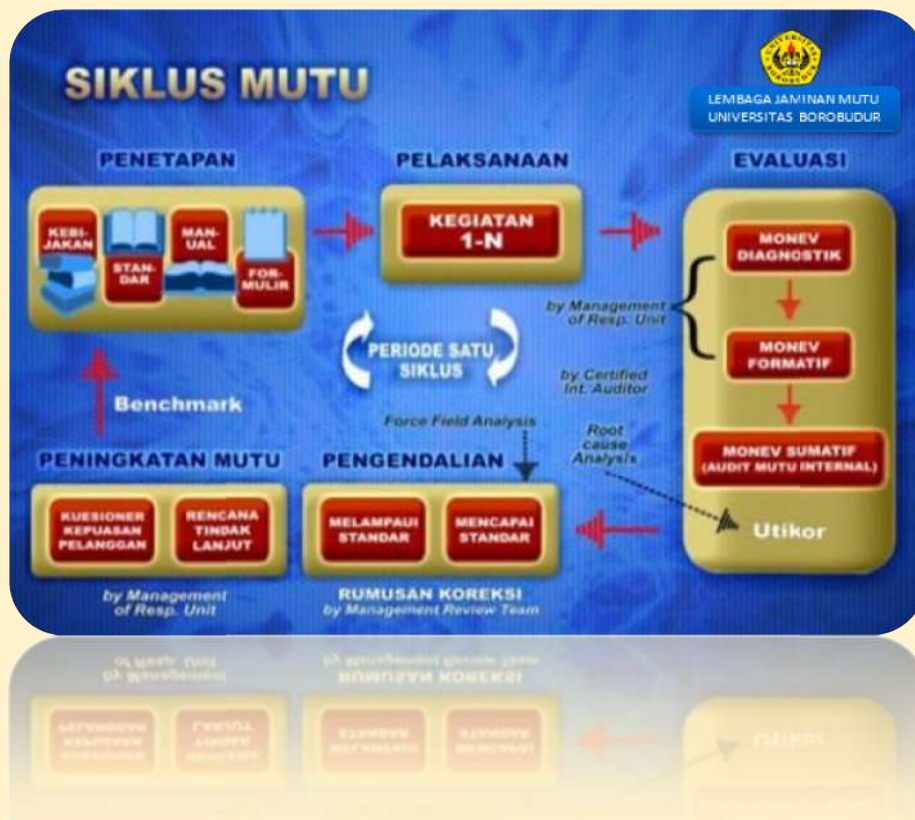 SIKLUS MUTU
UNIVERSITAS
BOROBUDUR
LEMBAGA JAMINAN MUTU
UNIVERSITAS BOROBUDUR
PENETAPAN
KEBI-
JAKAN
STAN-
DAR
MAN-
UAL
FOR-
MULIR
PELAKSANAAN
KEGIATAN
1-N
EVALUASI
MONEV
DIAGNOSTIK
by Management
of Resp. Unit
MONEV
FORMATIF
by Certified
Int. Auditor
MONEV SUMATIF
(AUDIT MUTU INTERNAL)
Root
cause
Analysis
Utikor
PERIODE SATU
SIKLUS
Force Field Analysis
Benchmark
PENGENDALIAN
MELAMPAUI
STANDAR
MENCAPAI
STANDAR
RUMUSAN KOREKSI
by Management Review Team
PENINGKATAN MUTU
KUESIONER
KEPUASAN
PELANGGAN
RENCANA
TINDAK
LANJUT
by Management
of Resp. Unit